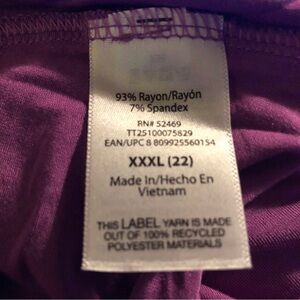 93% Rayon/Rayón
7% Spandex
RN# 52469
TT25100075829
EAN/UPC 8 809925560154
XXXL (22)
Made In/Hecho En
Vietnam
THIS LABEL YARN IS MADE
OUT OF 100% RECYCLED
POLYESTER MATERIALS